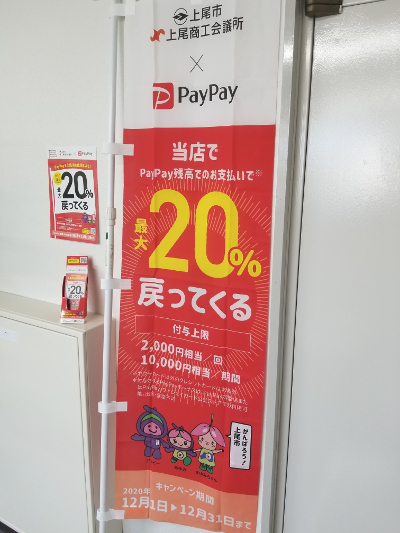 上尾市
上尾商工会議所
×
PayPay
当店で
PayPay残高でのお支払いで※
最大
20%
戻ってくる
付与上限
2,000円相当／回
10,000円相当／期間
がんばろう！
上尾市
2020年 キャンペーン期間
12月1日▶12月31日まで
PayPay
最大
20%
戻ってくる
20%